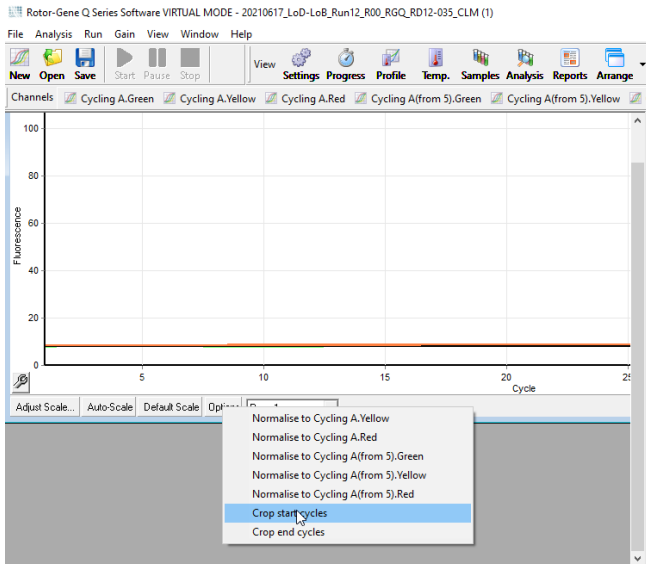 Rotor-Gene Q Series Software VIRTUAL MODE - 20210617_LoD-LoB_Run12_R00_RGQ_RD12-035_CLM (1)
File Analysis Run Gain View Window Help
New Open Save Start Pause Stop View Settings Progress Profile Temp. Samples Analysis Reports Arrange
Channels Cycling A.Green Cycling A.Yellow Cycling A.Red Cycling A(from 5).Green Cycling A(from 5).Yellow
100
80
60
Fluorescence
40
20
0
5 10 15 20
Cycle
Adjust Scale... Auto-Scale Default Scale
Normalise to Cycling A.Yellow
Normalise to Cycling A.Red
Normalise to Cycling A(from 5).Green
Normalise to Cycling A(from 5).Yellow
Normalise to Cycling A(from 5).Red
Crop start cycles
Crop end cycles